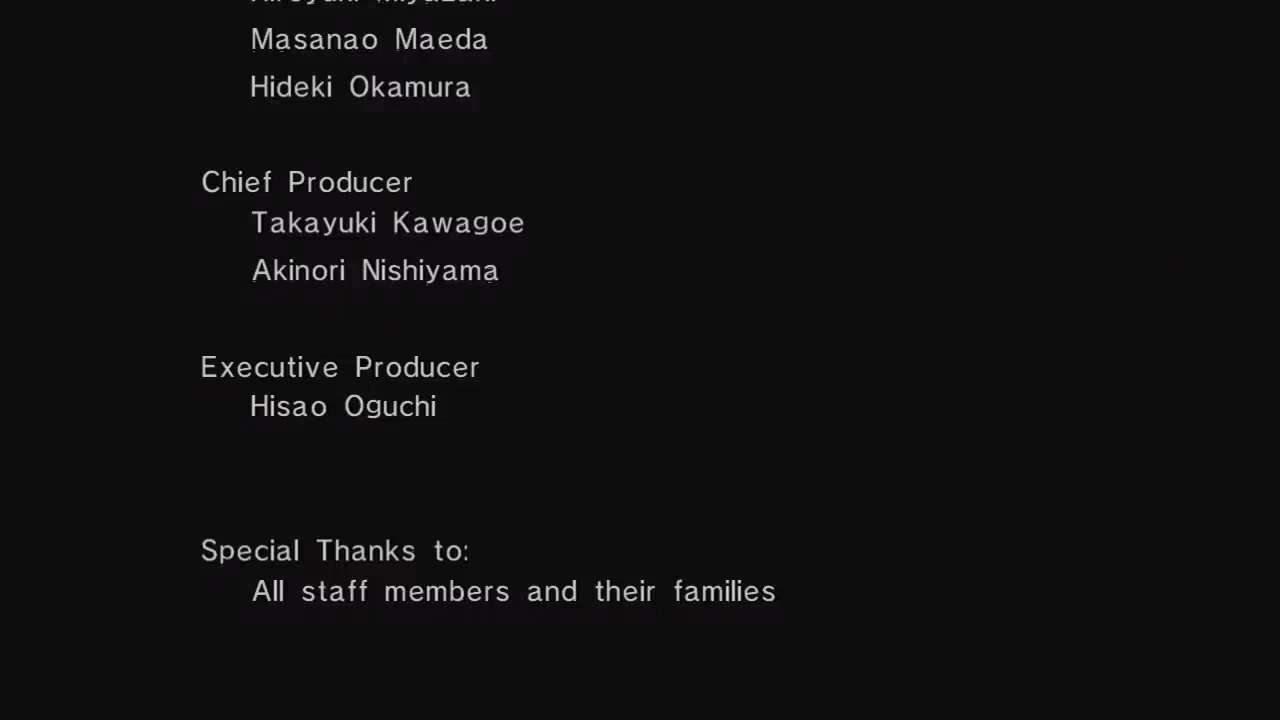 Masanao Maeda
Hideki Okamura
Chief Producer
Takayuki Kawagoe
Akinori Nishiyama
Executive Producer
Hisao Oguchi
Special Thanks to:
All staff members and their families